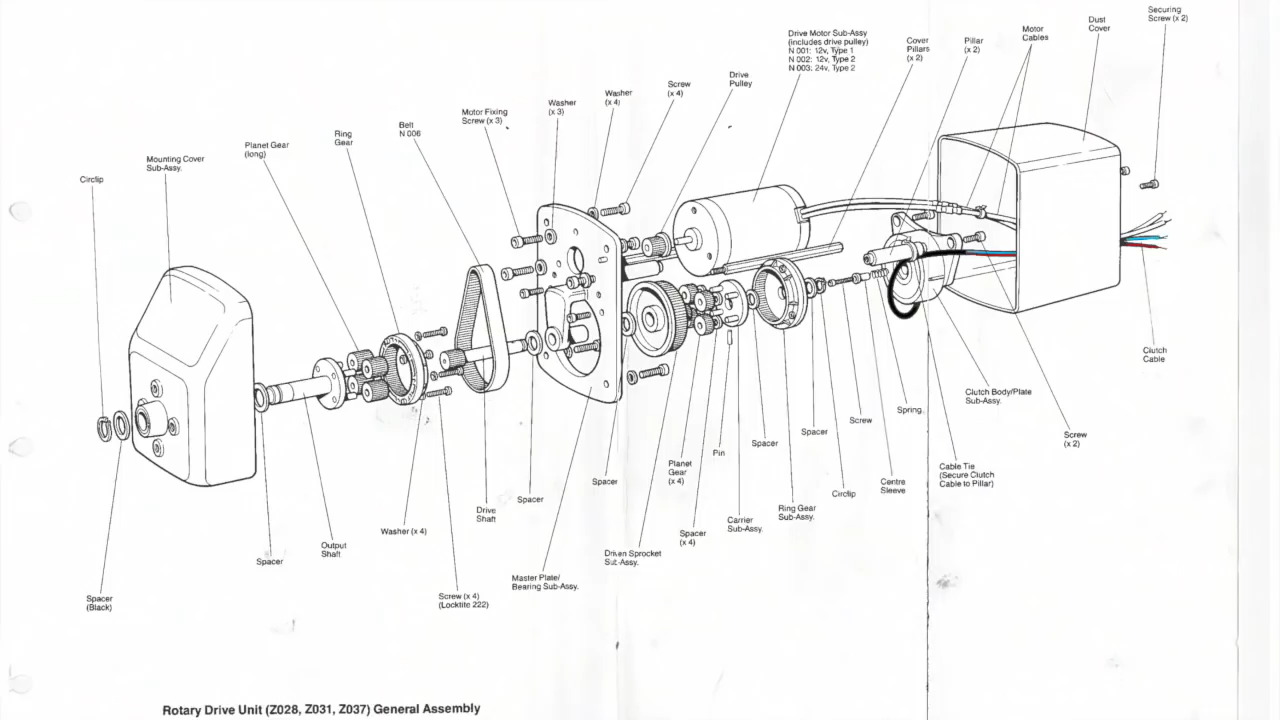 Securing
Screw (x 2)
Dust
Cover
Motor
Cables
Pillar
(x 2)
Cover
Pillars
(x 2)
Drive Motor Sub-Assy
(includes drive pulley)
N 001: 12v, Type 1
N 002: 12v, Type 2
N 003: 24v, Type 2
Drive
Pulley
Screw
(x 4)
Washer
(x 4)
Washer
(x 3)
Motor Fixing
Screw (x 3)
Belt
N 006
Ring
Gear
Planet Gear
(long)
Mounting Cover
Sub-Assy.
Circlip
Clutch
Cable
Clutch Body/Plate
Sub-Assy.
Screw
(x 2)
Spring
Screw
Cable Tie
(Secure Clutch
Cable to Pillar)
Centre
Sleeve
Circlip
Spacer
Ring Gear
Sub-Assy.
Spacer
Carrier
Sub-Assy.
Pin
Spacer
(x 4)
Planet
Gear
(x 4)
Driven Sprocket
Sub-Assy.
Spacer
Master Plate/
Bearing Sub-Assy.
Spacer
Drive
Shaft
Screw (x 4)
(Locktite 222)
Washer (x 4)
Output
Shaft
Spacer
Spacer
(Black)
Rotary Drive Unit (Z028, Z031, Z037) General Assembly